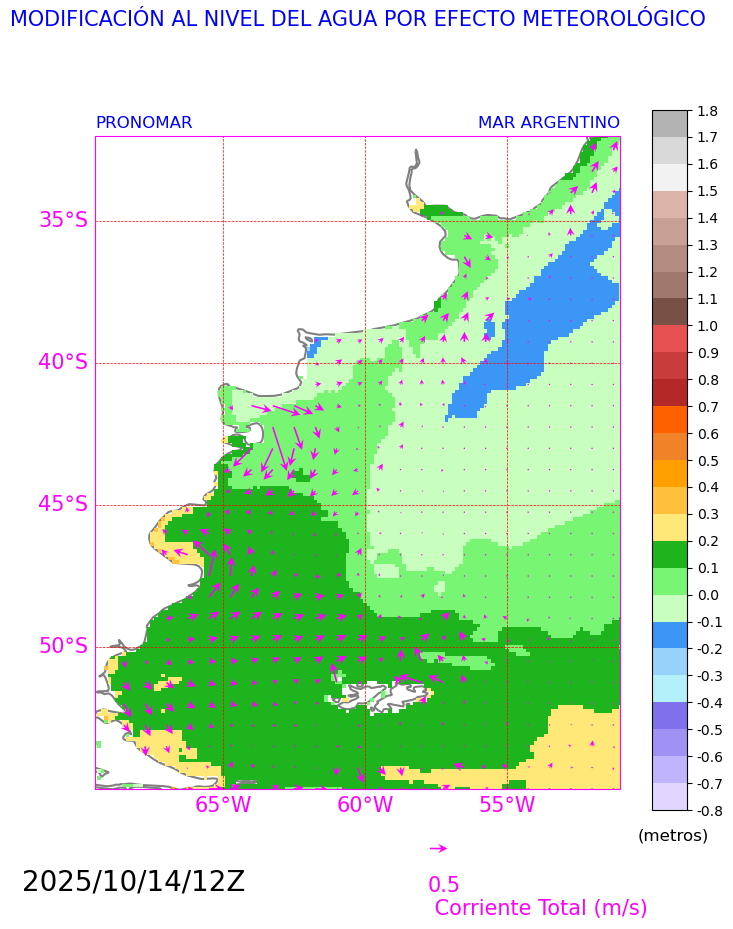 MODIFICACIÓN AL NIVEL DEL AGUA POR EFECTO METEOROLÓGICO
PRONOMAR
MAR ARGENTINO
35°S
40°S
45°S
50°S
65°W
60°W
55°W
1.8
1.7
1.6
1.5
1.4
1.3
1.2
1.1
1.0
0.9
0.8
0.7
0.6
0.5
0.4
0.3
0.2
0.1
0.0
-0.1
-0.2
-0.3
-0.4
-0.5
-0.6
-0.7
-0.8
(metros)
2025/10/14/12Z
0.5
Corriente Total (m/s)